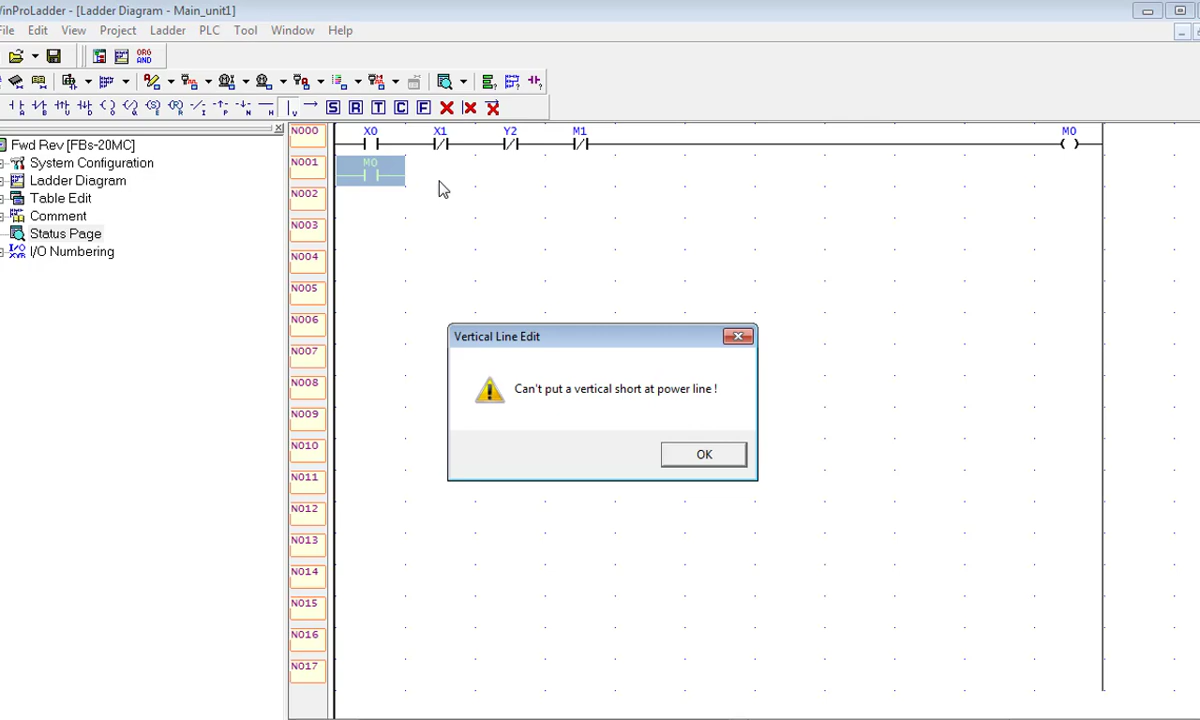 VinProLadder - [Ladder Diagram - Main_unit1]
File Edit View Project Ladder PLC Tool Window Help
ORG
AND
A B U D Q P N H V
S R T C F
Fwd Rev [FBs-20MC]
System Configuration
Ladder Diagram
Table Edit
Comment
Status Page
I/O Numbering
N000 X0 X1 Y2 M1 M0
N001 M0
N002
N003
N004
N005
N006
Vertical Line Edit
N007
N008 Can't put a vertical short at power line !
N009
N010 OK
N011
N012
N013
N014
N015
N016
N017